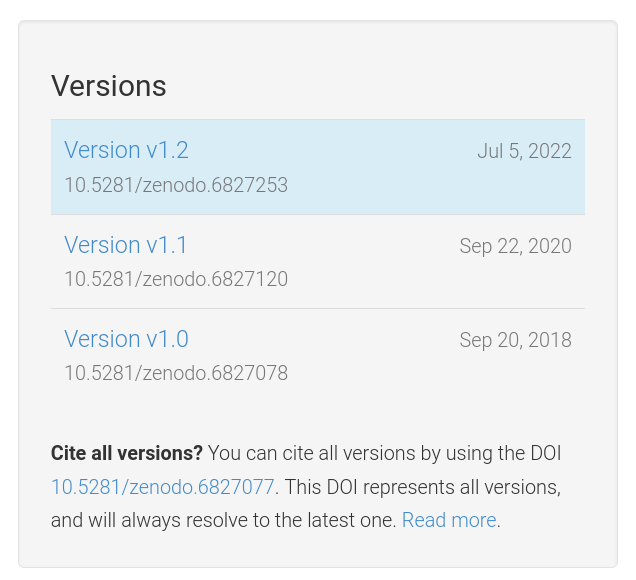 Versions
Version v1.2 Jul 5, 2022
10.5281/zenodo.6827253
Version v1.1 Sep 22, 2020
10.5281/zenodo.6827120
Version v1.0 Sep 20, 2018
10.5281/zenodo.6827078
Cite all versions? You can cite all versions by using the DOI
10.5281/zenodo.6827077. This DOI represents all versions,
and will always resolve to the latest one. Read more.